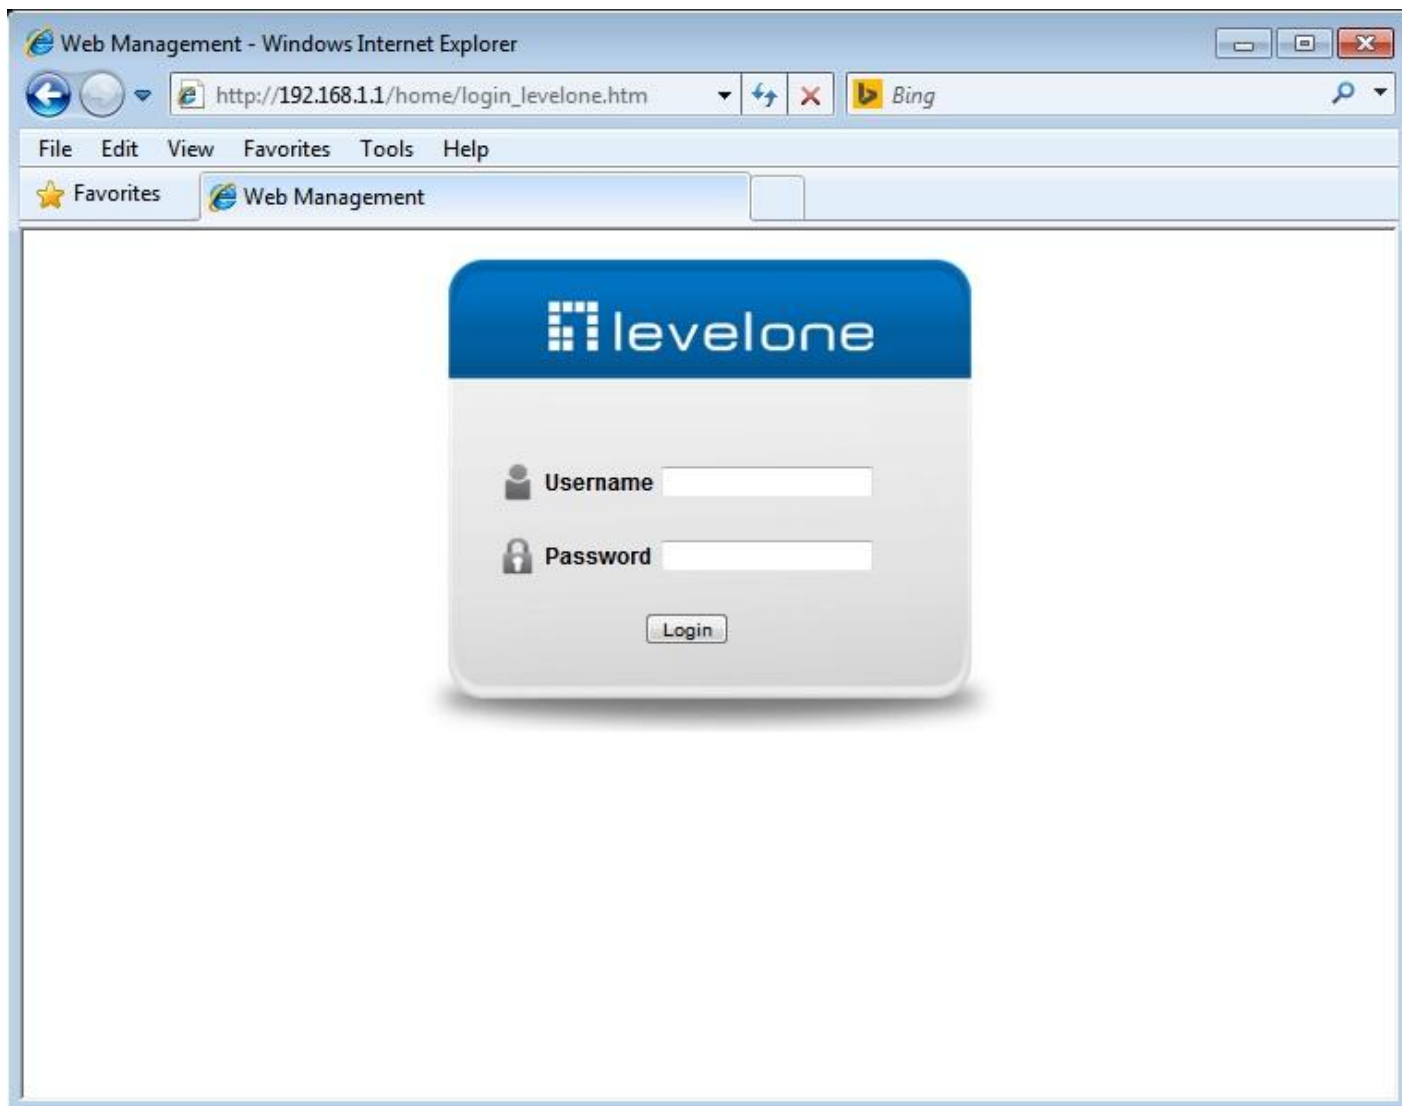 Web Management - Windows Internet Explorer
http://192.168.1.1/home/login_levelone.htm
Bing
File Edit View Favorites Tools Help
Favorites
Web Management
levelone
Username
Password
Login